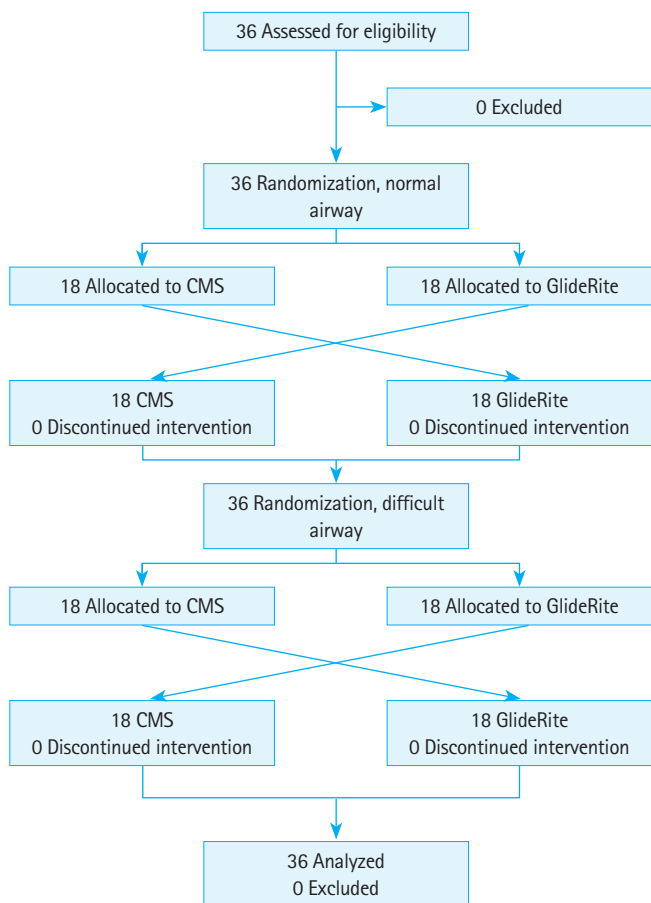 36 Assessed for eligibility
0 Excluded
36 Randomization, normal
airway
18 Allocated to CMS
18 Allocated to GlideRite
18 CMS
0 Discontinued intervention
18 GlideRite
0 Discontinued intervention
36 Randomization, difficult
airway
18 Allocated to CMS
18 Allocated to GlideRite
18 CMS
0 Discontinued intervention
18 GlideRite
0 Discontinued intervention
36 Analyzed
0 Excluded